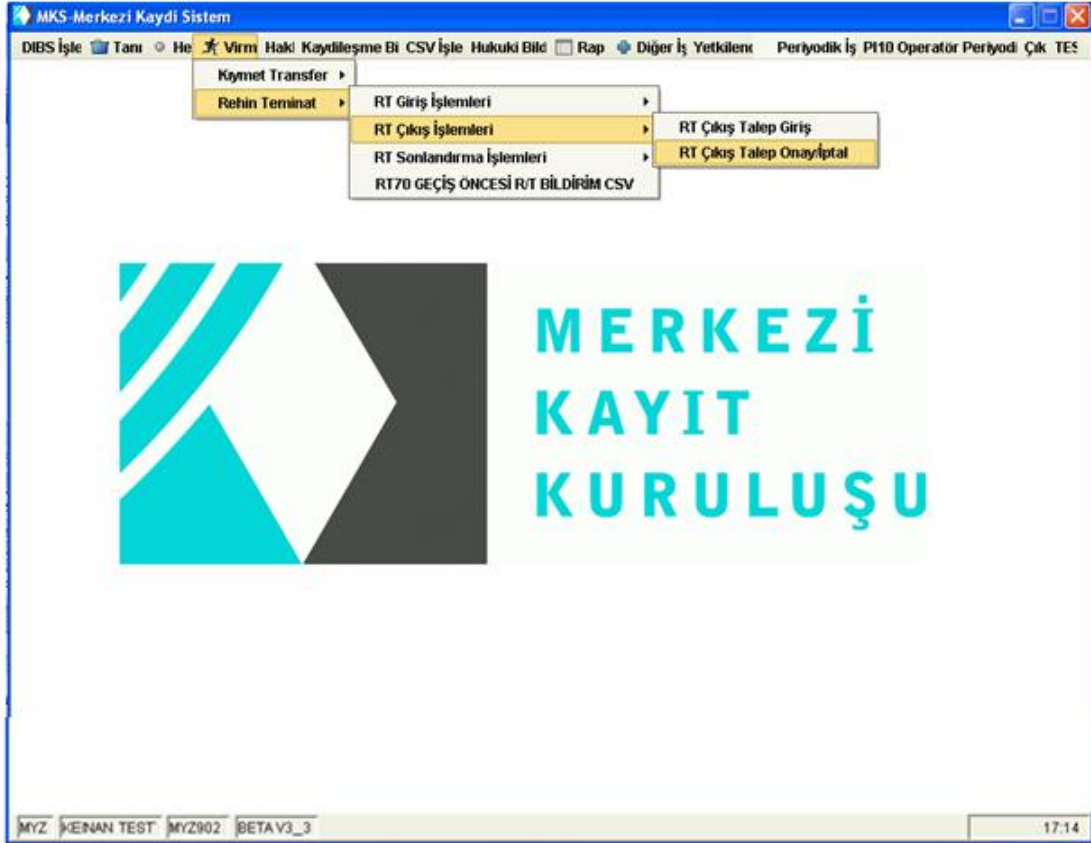 MKS-Merkezi Kaydi Sistem
DIBS İşle Tanı He Virm Hakl Kaydileşme Bi CSV İşle Hukuki Bild Rap Diğer İş Yetkilenc Periyodik İş PI10 Operatör Periyodi Çık TES
Kıymet Transfer
Rehin Teminat
RT Giriş İşlemleri
RT Çıkış İşlemleri
RT Sonlandırma İşlemleri
RT70 GEÇİŞ ÖNCESİ R/T BİLDİRİM CSV
RT Çıkış Talep Giriş
RT Çıkış Talep Onay/İptal
MERKEZİ
KAYIT
KURULUŞU
MYZ KENAN TEST MYZ902 BETA V3_3 17:14